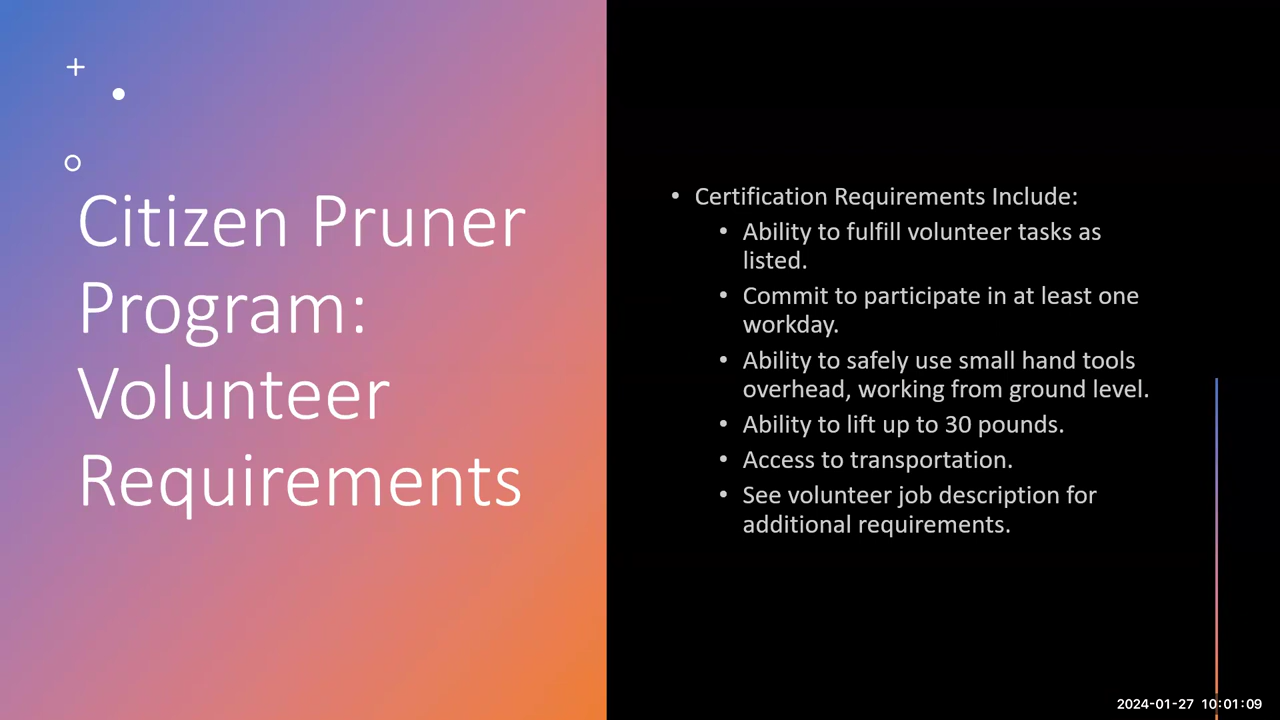 Citizen Pruner
Program:
Volunteer
Requirements
• Certification Requirements Include:
• Ability to fulfill volunteer tasks as
listed.
• Commit to participate in at least one
workday.
• Ability to safely use small hand tools
overhead, working from ground level.
• Ability to lift up to 30 pounds.
• Access to transportation.
• See volunteer job description for
additional requirements.
2024-01-27 10:01:09